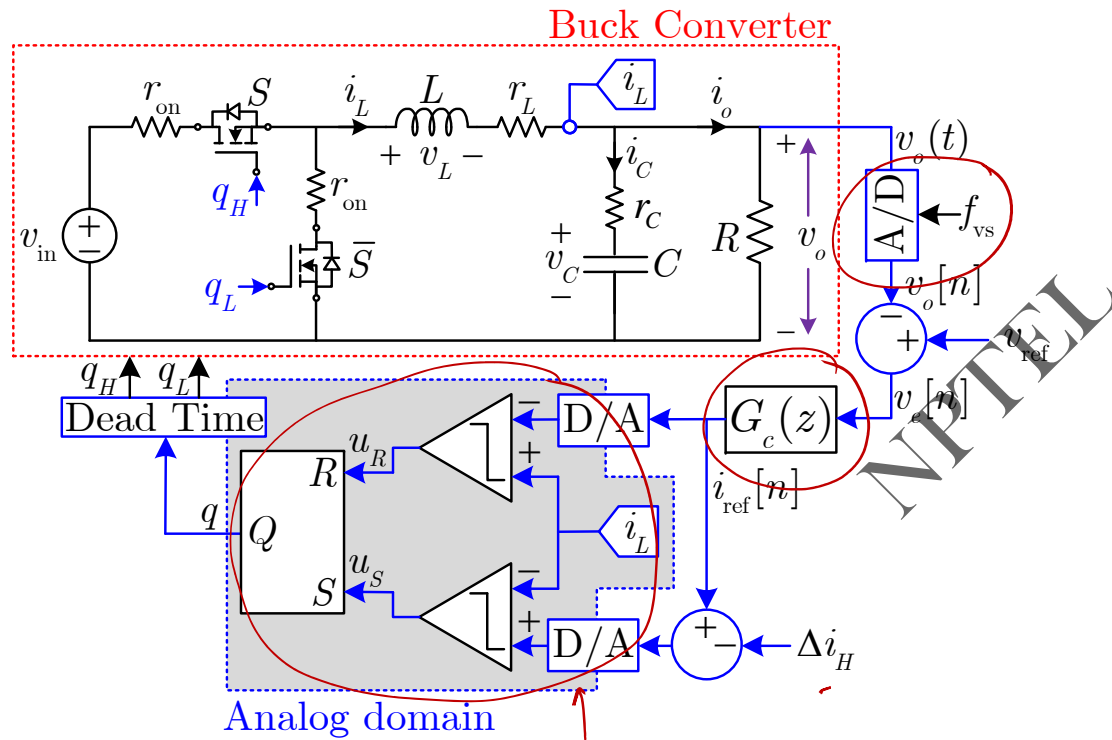 Buck Converter
r_on
S
i_L
L
r_L
i_L
i_o
+ v_L −
i_C
+
v_o(t)
q_H
r_on
r_C
A/D
f_vs
v_in
+
−
S̅
+
v_C
−
C
R
v_o
q_L
v_o[n]
−
−
+
v_ref
q_H
q_L
Dead Time
v_e[n]
−
D/A
G_c(z)
u_R
+
R
i_ref[n]
q
Q
i_L
u_S
−
S
+
D/A
+
−
Δi_H
Analog domain
NPTEL